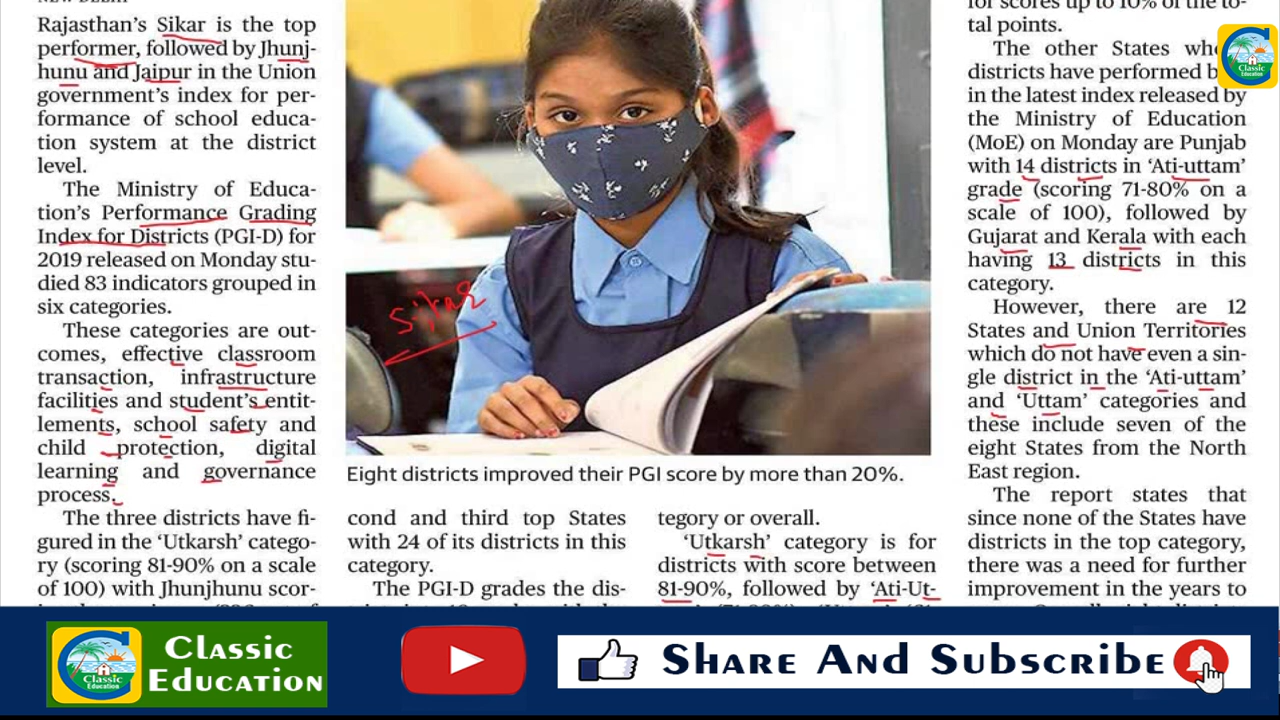 Rajasthan's Sikar is the top
performer, followed by Jhunj-
hunu and Jaipur in the Union
government's index for per-
formance of school education
system at the district
level.
The Ministry of Educa-
tion's Performance Grading
Index for Districts (PGI-D) for
2019 released on Monday stu-
died 83 indicators grouped in
six categories.
These categories are out-
comes, effective classroom
transaction, infrastructure
facilities and student's entit-
lements, school safety and
child protection, digital
learning and governance
process.
The three districts have fi-
gured in the 'Utkarsh' catego-
ry (scoring 81-90% on a scale
of 100) with Jhunjhunu scor-
Sikar
Eight districts improved their PGI score by more than 20%.
cond and third top States
with 24 of its districts in this
category.
The PGI-D grades the dis-
tegory or overall.
'Utkarsh' category is for
districts with score between
81-90%, followed by 'Ati-Ut-
for scores up to 10% of the to-
tal points.
The other States
districts have performed
in the latest index released by
the Ministry of Education
(MoE) on Monday are Punjab
with 14 districts in 'Ati-uttam'
grade (scoring 71-80% on a
scale of 100), followed by
Gujarat and Kerala with each
having 13 districts in this
category.
However, there are 12
States and Union Territories
which do not have even a sin-
gle district in the 'Ati-uttam'
and 'Uttam' categories and
these include seven of the
eight States from the North
East region.
The report states that
since none of the States have
districts in the top category,
there was a need for further
improvement in the years to
Classic
Education
Classic
Education
Classic
Education
Share And Subscribe